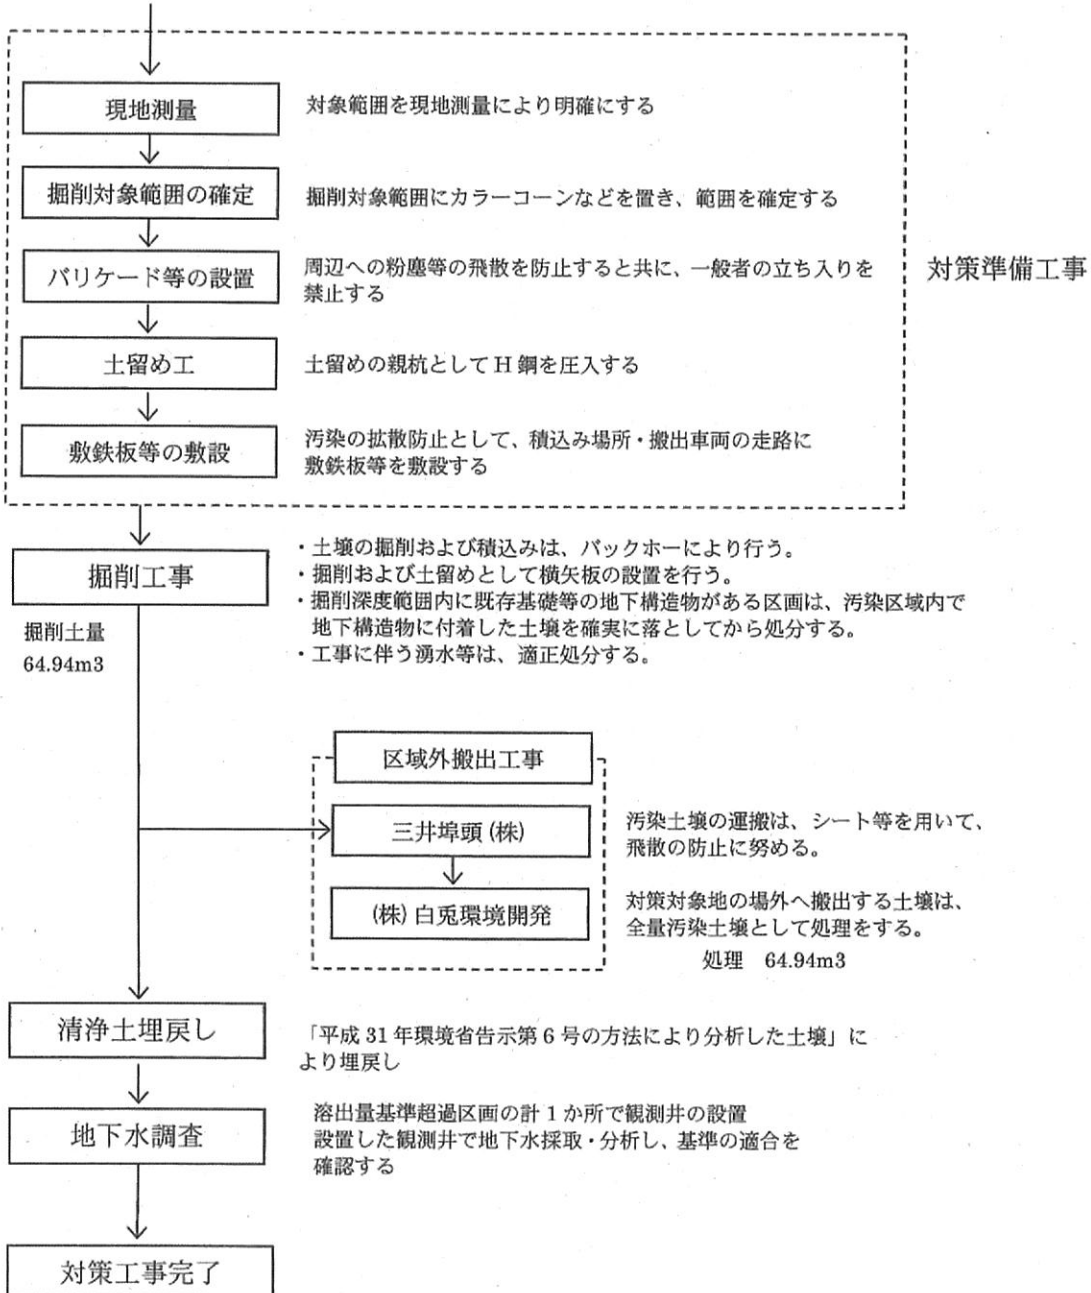 現地測量
対象範囲を現地測量により明確にする
掘削対象範囲の確定
掘削対象範囲にカラーコーンなどを置き、範囲を確定する
バリケード等の設置
周辺への粉塵等の飛散を防止すると共に、一般者の立ち入りを
禁止する
対策準備工事
土留め工
土留めの親杭としてH鋼を圧入する
敷鉄板等の敷設
汚染の拡散防止として、積込み場所・搬出車両の走路に
敷鉄板等を敷設する
掘削工事
・土壌の掘削および積込みは、バックホーにより行う。
・掘削および土留めとして横矢板の設置を行う。
・掘削深度範囲内に既存基礎等の地下構造物がある区画は、汚染区域内で
地下構造物に付着した土壌を確実に落としてから処分する。
・工事に伴う湧水等は、適正処分する。
掘削土量
64.94m3
区域外搬出工事
三井埠頭(株)
汚染土壌の運搬は、シート等を用いて、
飛散の防止に努める。
(株)白兎環境開発
対策対象地の場外へ搬出する土壌は、
全量汚染土壌として処理をする。
処理 64.94m3
清浄土埋戻し
「平成31年環境省告示第6号の方法により分析した土壌」に
より埋戻し
地下水調査
溶出量基準超過区画の計1か所で観測井の設置
設置した観測井で地下水採取・分析し、基準の適合を
確認する
対策工事完了